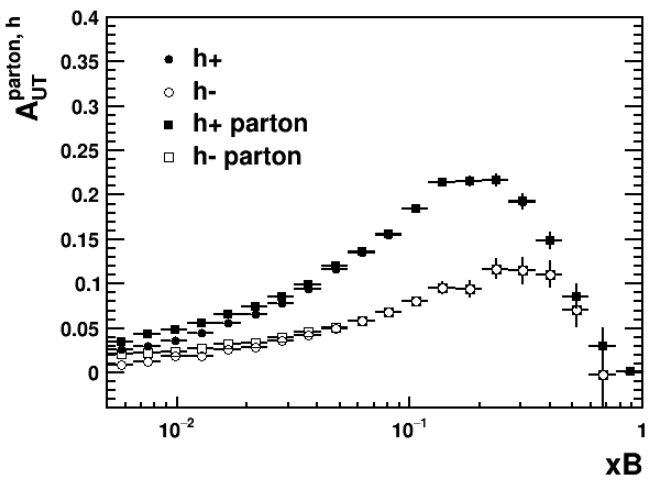 A_UT^parton, h
0.4
0.35
0.3
0.25
0.2
0.15
0.1
0.05
0
h+
h-
h+ parton
h- parton
10⁻²
10⁻¹
1
xB